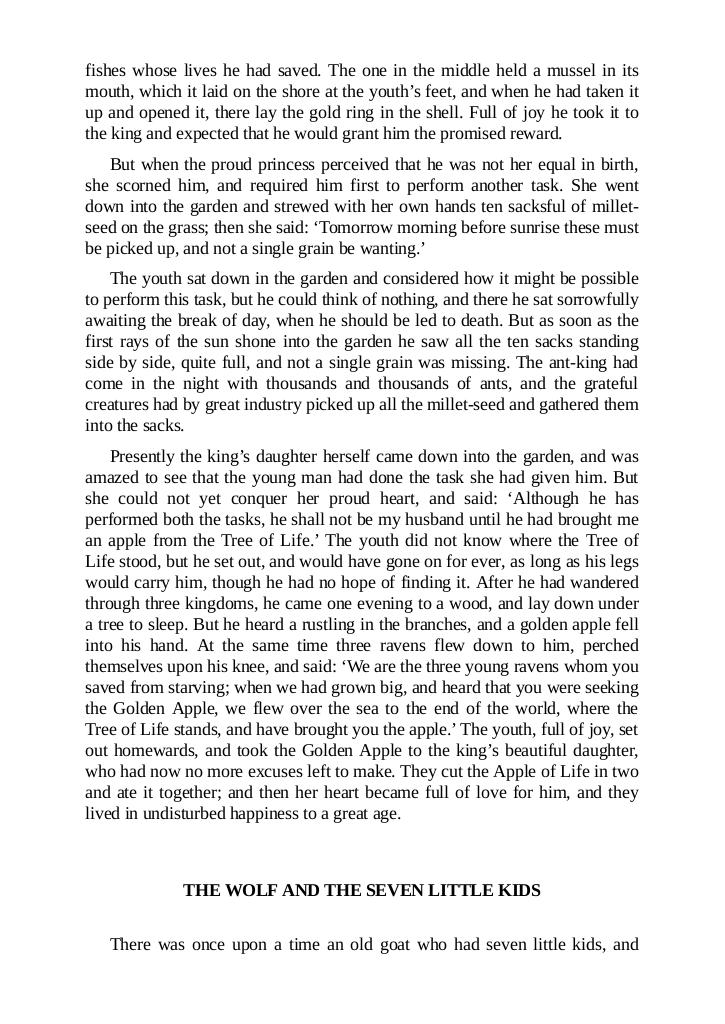 fishes whose lives he had saved. The one in the middle held a mussel in its
mouth, which it laid on the shore at the youth’s feet, and when he had taken it
up and opened it, there lay the gold ring in the shell. Full of joy he took it to
the king and expected that he would grant him the promised reward.
But when the proud princess perceived that he was not her equal in birth,
she scorned him, and required him first to perform another task. She went
down into the garden and strewed with her own hands ten sacksful of millet-
seed on the grass; then she said: ‘Tomorrow morning before sunrise these must
be picked up, and not a single grain be wanting.’
The youth sat down in the garden and considered how it might be possible
to perform this task, but he could think of nothing, and there he sat sorrowfully
awaiting the break of day, when he should be led to death. But as soon as the
first rays of the sun shone into the garden he saw all the ten sacks standing
side by side, quite full, and not a single grain was missing. The ant-king had
come in the night with thousands and thousands of ants, and the grateful
creatures had by great industry picked up all the millet-seed and gathered them
into the sacks.
Presently the king’s daughter herself came down into the garden, and was
amazed to see that the young man had done the task she had given him. But
she could not yet conquer her proud heart, and said: ‘Although he has
performed both the tasks, he shall not be my husband until he had brought me
an apple from the Tree of Life.’ The youth did not know where the Tree of
Life stood, but he set out, and would have gone on for ever, as long as his legs
would carry him, though he had no hope of finding it. After he had wandered
through three kingdoms, he came one evening to a wood, and lay down under
a tree to sleep. But he heard a rustling in the branches, and a golden apple fell
into his hand. At the same time three ravens flew down to him, perched
themselves upon his knee, and said: ‘We are the three young ravens whom you
saved from starving; when we had grown big, and heard that you were seeking
the Golden Apple, we flew over the sea to the end of the world, where the
Tree of Life stands, and have brought you the apple.’ The youth, full of joy, set
out homewards, and took the Golden Apple to the king’s beautiful daughter,
who had now no more excuses left to make. They cut the Apple of Life in two
and ate it together; and then her heart became full of love for him, and they
lived in undisturbed happiness to a great age.
THE WOLF AND THE SEVEN LITTLE KIDS
There was once upon a time an old goat who had seven little kids, and